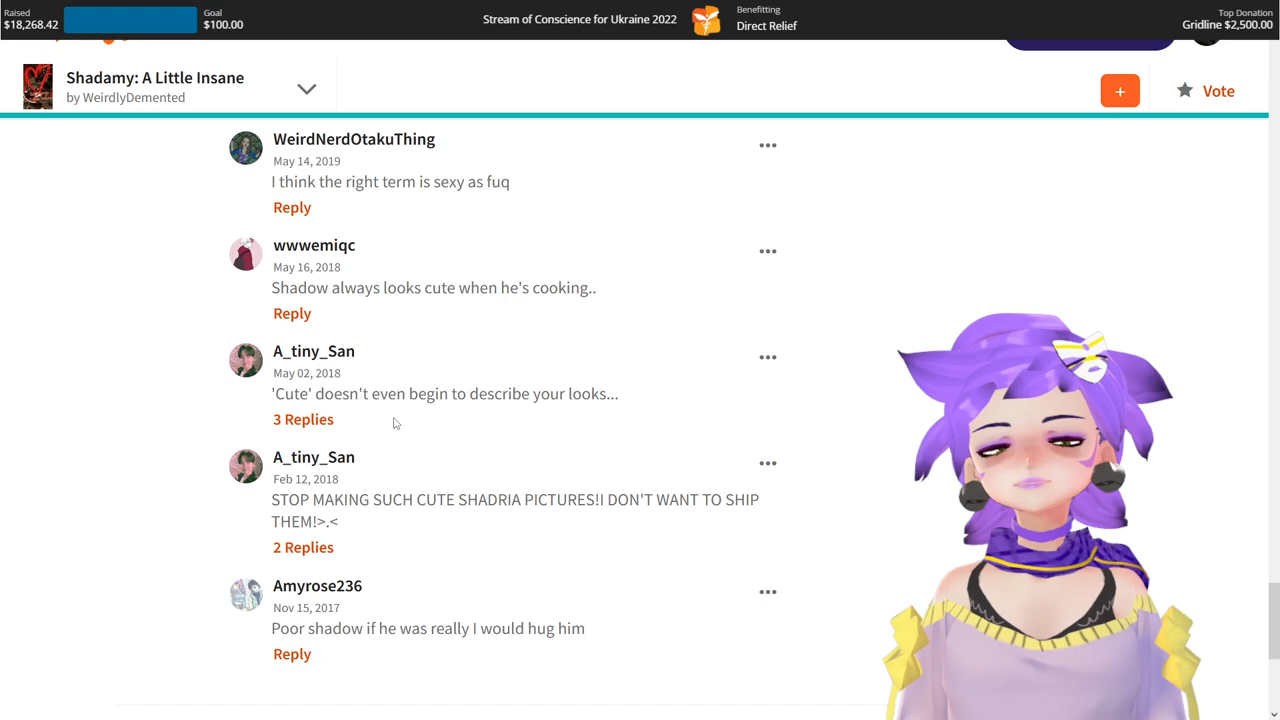 Raised
$18,268.42
Goal
$100.00
Stream of Conscience for Ukraine 2022
Benefitting
Direct Relief
Top Donation
Gridline $2,500.00
Shadamy: A Little Insane
by WeirdlyDemented
+
Vote
WeirdNerdOtakuThing
May 14, 2019
I think the right term is sexy as fuq
Reply
wwwemiqc
May 16, 2018
Shadow always looks cute when he's cooking..
Reply
A_tiny_San
May 02, 2018
'Cute' doesn't even begin to describe your looks...
3 Replies
A_tiny_San
Feb 12, 2018
STOP MAKING SUCH CUTE SHADRIA PICTURES!I DON'T WANT TO SHIP
THEM!>.<
2 Replies
Amyrose236
Nov 15, 2017
Poor shadow if he was really I would hug him
Reply